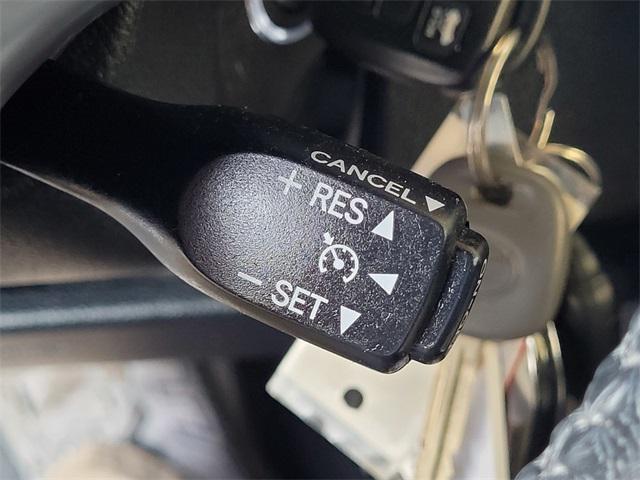 CANCEL ▼
+ RES ▲
◀
− SET ▼